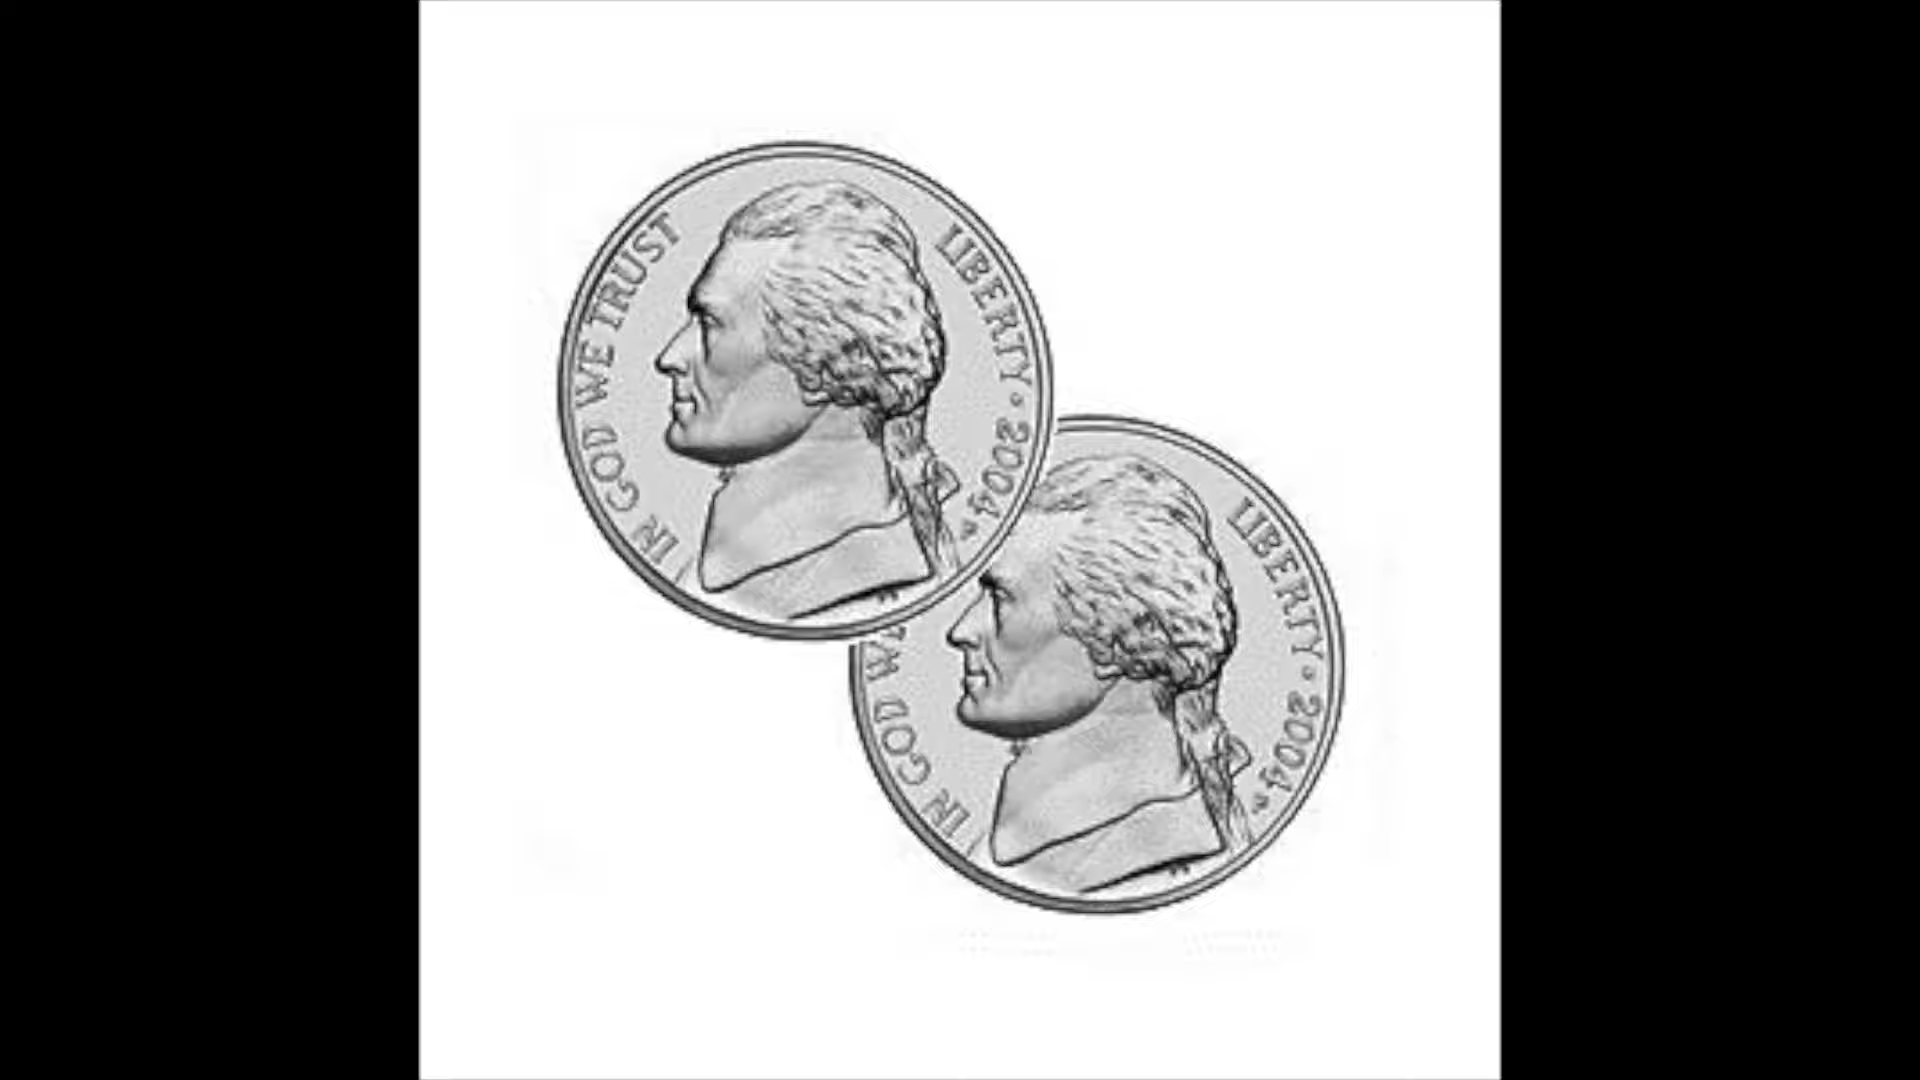 IN GOD WE TRUST
LIBERTY • 2004
IN GOD W
LIBERTY • 2004